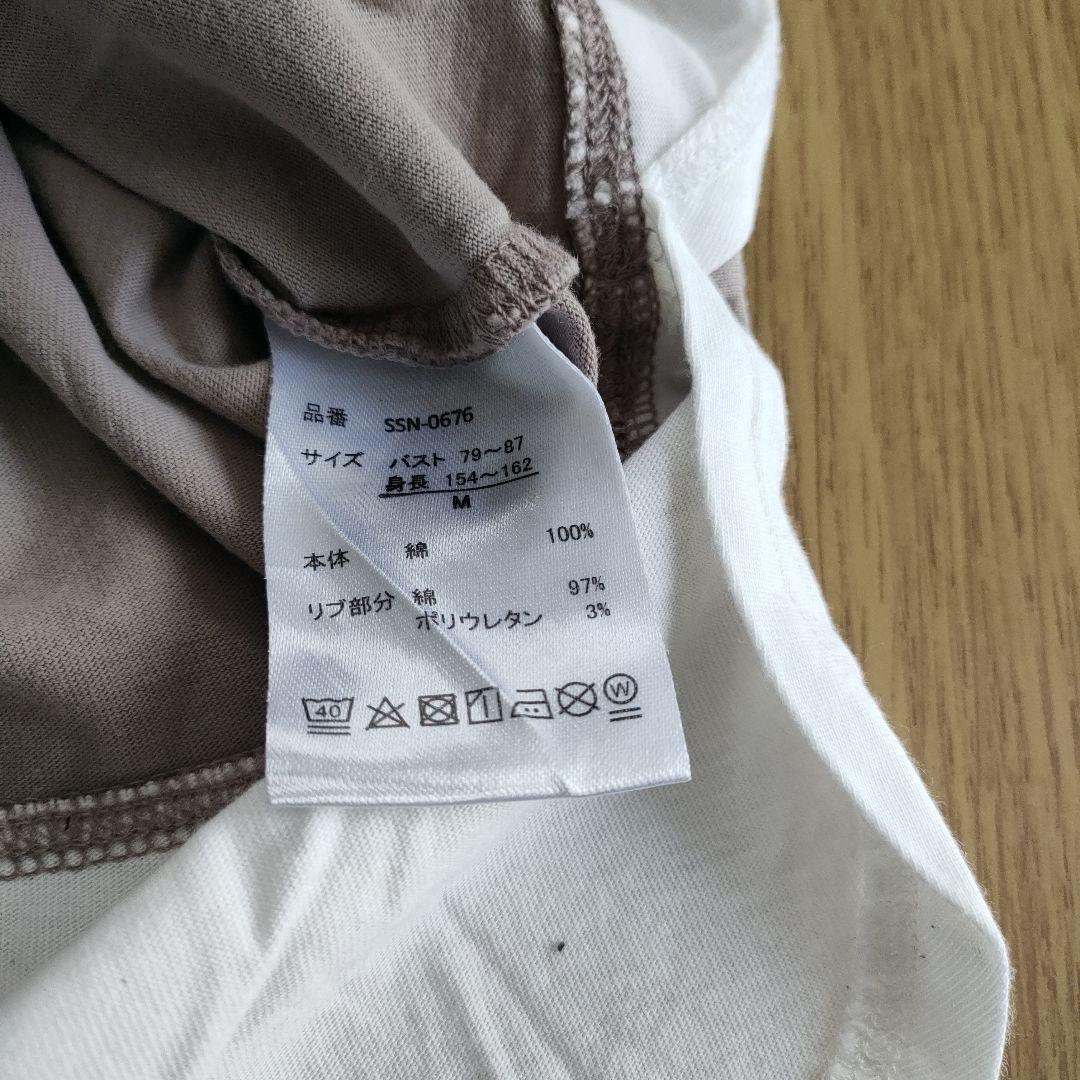 品番 SSN-0676
サイズ バスト 79～87
身長 154～162
M
本体 綿 100%
リブ部分 綿 97%
ポリウレタン 3%
40 W